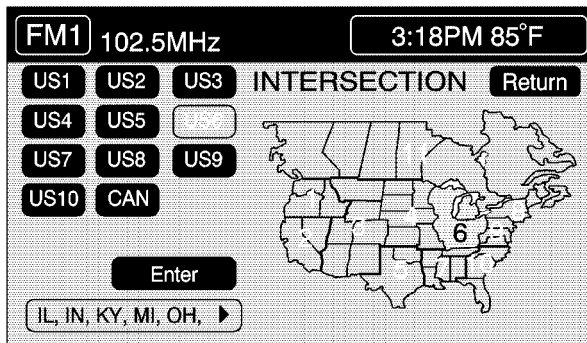 FM1 102.5MHz 3:18PM 85°F
US1 US2 US3 INTERSECTION Return
US4 US5 US6
US7 US8 US9
US10 CAN
6
Enter
IL, IN, KY, MI, OH,